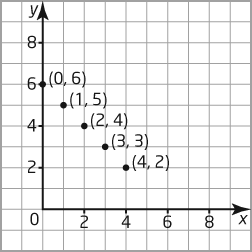 y
8
6 (0, 6)
(1, 5)
4 (2, 4)
(3, 3)
2 (4, 2)
0 2 4 6 8 x